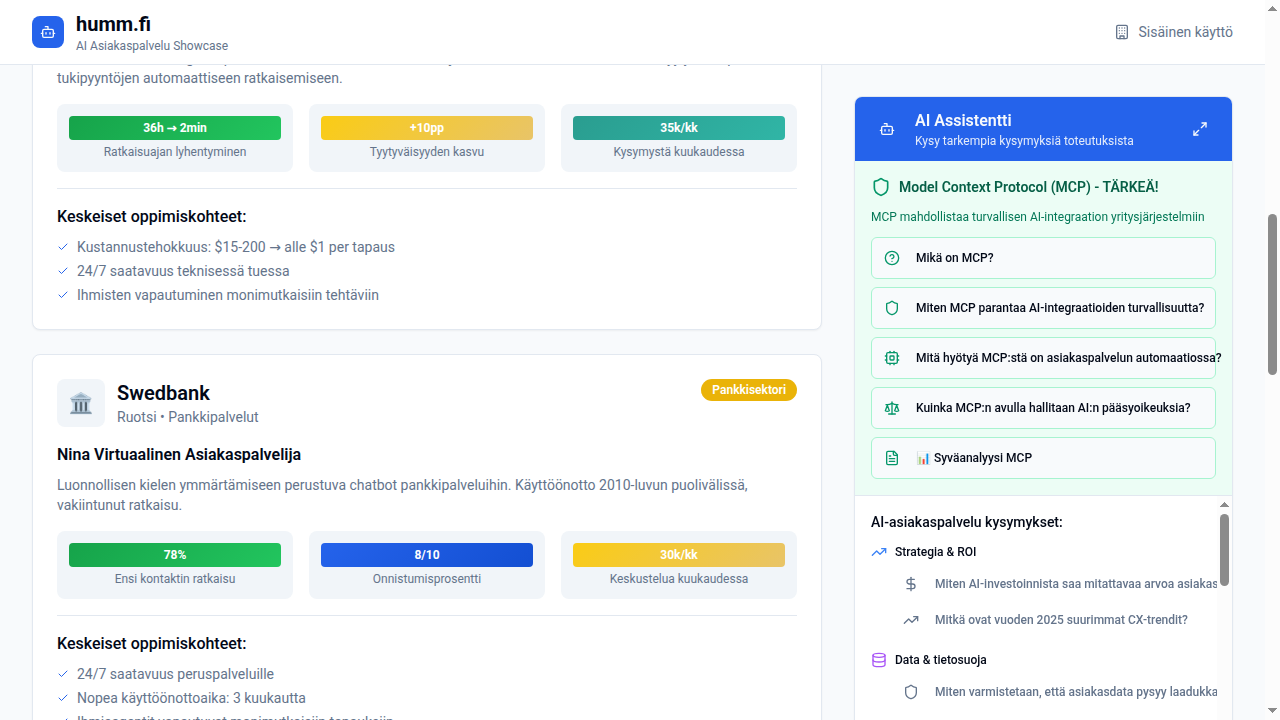 humm.fi
AI Asiakaspalvelu Showcase
Sisäinen käyttö
tukipyyntöjen automaattiseen ratkaisemiseen.
36h → 2min
Ratkaisuajan lyhentyminen
+10pp
Tyytyväisyyden kasvu
35k/kk
Kysymystä kuukaudessa
Keskeiset oppimiskohteet:
Kustannustehokkuus: $15-200 → alle $1 per tapaus
24/7 saatavuus teknisessä tuessa
Ihmisten vapautuminen monimutkaisiin tehtäviin
Swedbank
Ruotsi • Pankkipalvelut
Pankkisektori
Nina Virtuaalinen Asiakaspalvelija
Luonnollisen kielen ymmärtämiseen perustuva chatbot pankkipalveluihin. Käyttöönotto 2010-luvun puolivälissä,
vakiintunut ratkaisu.
78%
Ensi kontaktin ratkaisu
8/10
Onnistumisprosentti
30k/kk
Keskustelua kuukaudessa
Keskeiset oppimiskohteet:
24/7 saatavuus peruspalveluille
Nopea käyttöönottoaika: 3 kuukautta
AI Assistentti
Kysy tarkempia kysymyksiä toteutuksista
Model Context Protocol (MCP) - TÄRKEÄ!
MCP mahdollistaa turvallisen AI-integraation yritysjärjestelmiin
Mikä on MCP?
Miten MCP parantaa AI-integraatioiden turvallisuutta?
Mitä hyötyä MCP:stä on asiakaspalvelun automaatiossa?
Kuinka MCP:n avulla hallitaan AI:n pääsyoikeuksia?
📊 Syväanalyysi MCP
AI-asiakaspalvelu kysymykset:
Strategia & ROI
Miten AI-investoinnista saa mitattavaa arvoa asiakas
Mitkä ovat vuoden 2025 suurimmat CX-trendit?
Data & tietosuoja
Miten varmistetaan, että asiakasdata pysyy laadukka